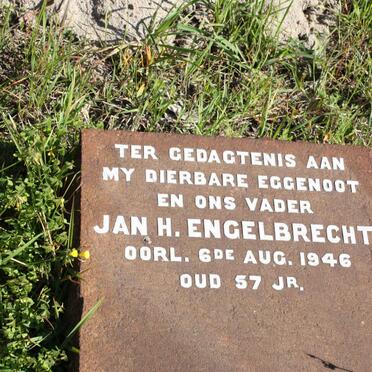 TER GEDAGTENIS AAN
MY DIERBARE EGGENOOT
EN ONS VADER
JAN H. ENGELBRECHT
OORL. 6DE AUG. 1946
OUD 57 JR.